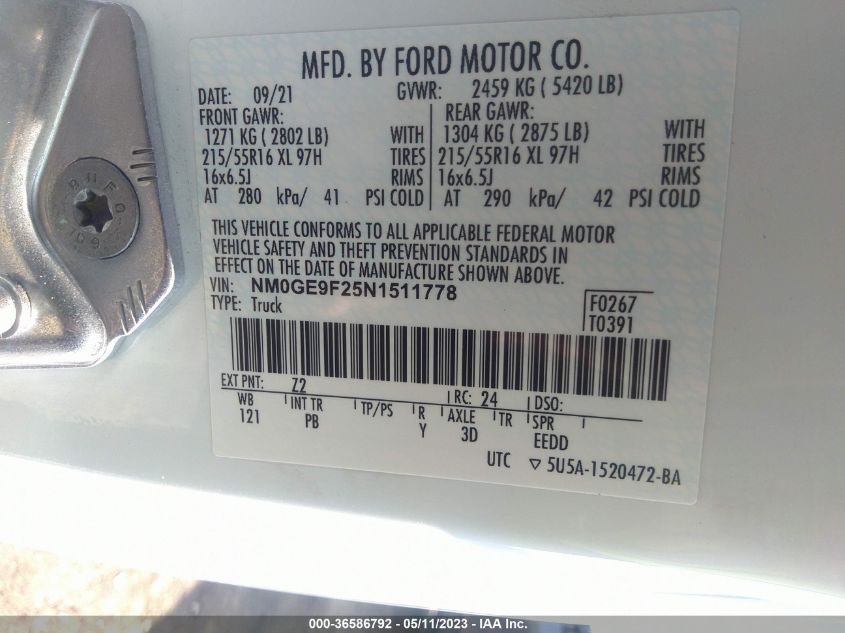 MFD. BY FORD MOTOR CO.
DATE: 09/21 GVWR: 2459 KG ( 5420 LB)
FRONT GAWR: REAR GAWR:
1271 KG ( 2802 LB) WITH 1304 KG ( 2875 LB) WITH
215/55R16 XL 97H TIRES 215/55R16 XL 97H TIRES
16x6.5J RIMS 16x6.5J RIMS
AT 280 kPa/ 41 PSI COLD AT 290 kPa/ 42 PSI COLD
THIS VEHICLE CONFORMS TO ALL APPLICABLE FEDERAL MOTOR
VEHICLE SAFETY AND THEFT PREVENTION STANDARDS IN
EFFECT ON THE DATE OF MANUFACTURE SHOWN ABOVE.
VIN: NM0GE9F25N1511778
TYPE: Truck
F0267
T0391
EXT PNT: Z2 RC: 24 DSO:
WB INT TR TP/PS R AXLE TR SPR
121 PB Y 3D EEDD
UTC ▽ 5U5A-1520472-BA
000-36586792 - 05/11/2023 - IAA Inc.